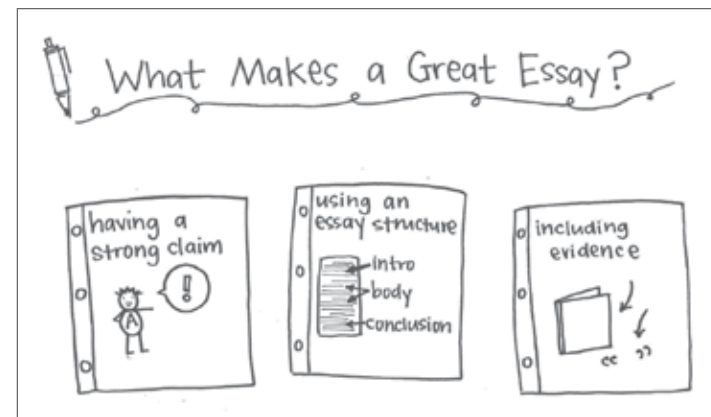 What Makes a Great Essay?
having a
strong claim
!
A
using an
essay structure
intro
body
conclusion
including
evidence
“ ”